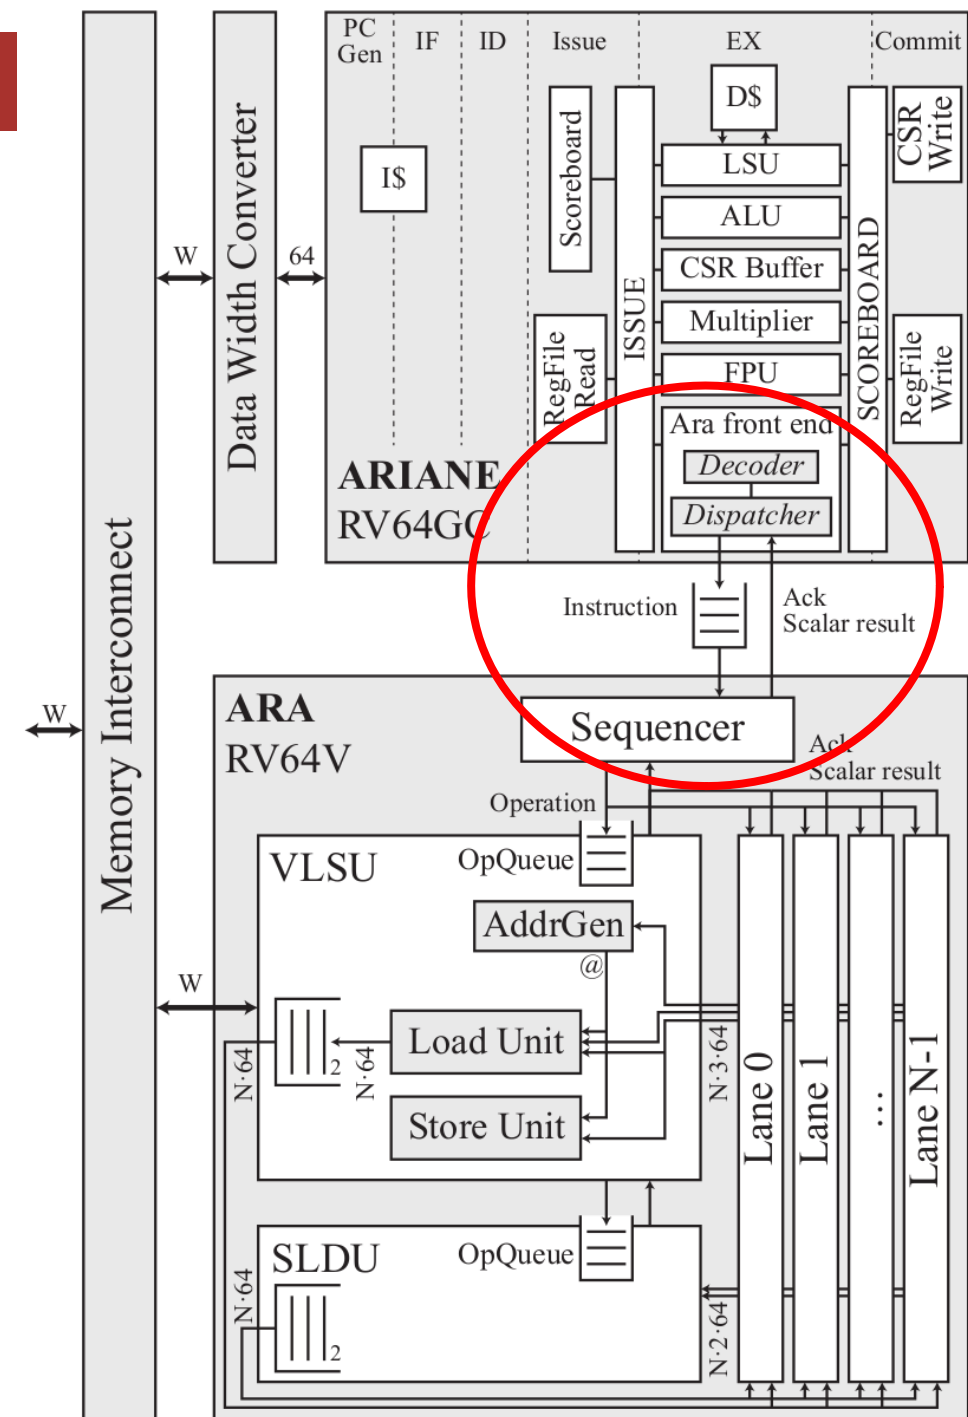 PC
Gen
IF
ID
Issue
EX
Commit
I$
D$
Scoreboard
ISSUE
RegFile
Read
LSU
ALU
CSR Buffer
Multiplier
FPU
Ara front end
Decoder
Dispatcher
SCOREBOARD
CSR
Write
RegFile
Write
ARIANE
RV64GC
W
64
Data Width Converter
Memory Interconnect
W
Instruction
Ack
Scalar result
ARA
RV64V
Sequencer
Ack
Scalar result
Operation
VLSU
OpQueue
AddrGen
@
W
N·64
2
N·64
Load Unit
Store Unit
N·3·64
Lane 0
Lane 1
...
Lane N-1
SLDU
OpQueue
N·64
2
N·2·64